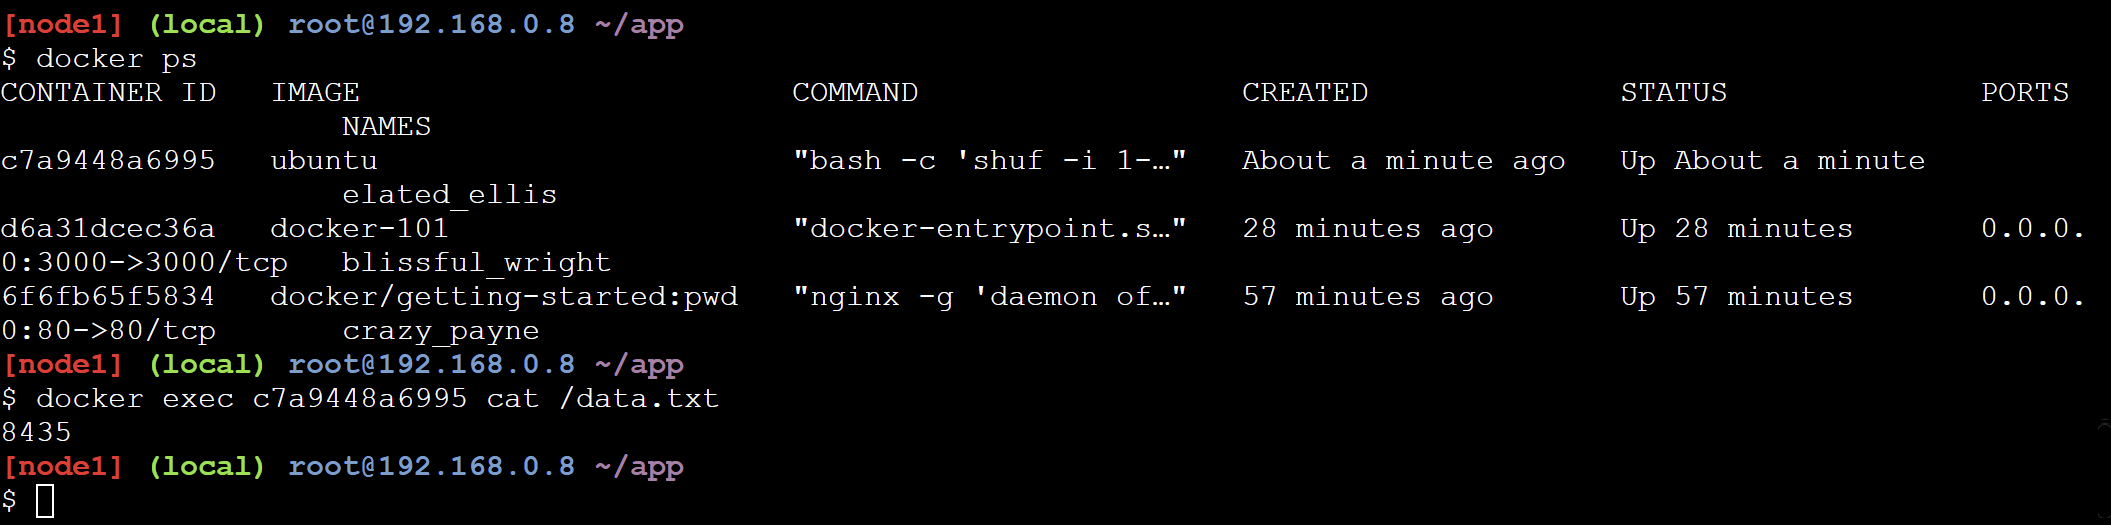 [node1] (local) root@192.168.0.8 ~/app
$ docker ps
CONTAINER ID   IMAGE                        COMMAND                  CREATED              STATUS              PORTS
                   NAMES
c7a9448a6995   ubuntu                       "bash -c 'shuf -i 1-…"   About a minute ago   Up About a minute
                   elated_ellis
d6a31dcec36a   docker-101                   "docker-entrypoint.s…"   28 minutes ago       Up 28 minutes       0.0.0.
0:3000->3000/tcp   blissful_wright
6f6fb65f5834   docker/getting-started:pwd   "nginx -g 'daemon of…"   57 minutes ago       Up 57 minutes       0.0.0.
0:80->80/tcp       crazy_payne
[node1] (local) root@192.168.0.8 ~/app
$ docker exec c7a9448a6995 cat /data.txt
8435
[node1] (local) root@192.168.0.8 ~/app
$